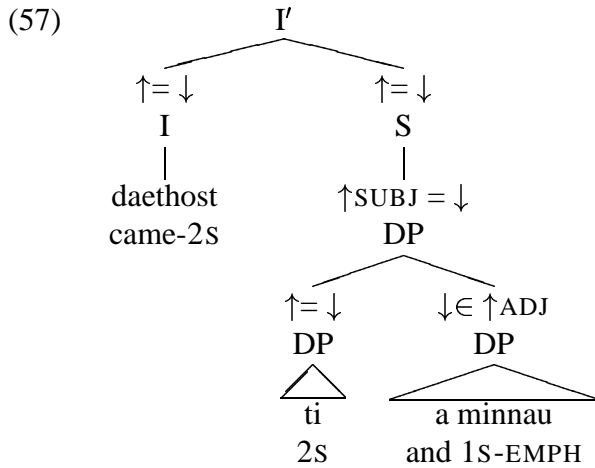 (57) I′
↑=↓ ↑=↓
I S
daethost ↑SUBJ = ↓
came-2S DP
↑=↓ ↓∈ ↑ADJ
DP DP
ti a minnau
2S and 1S-EMPH